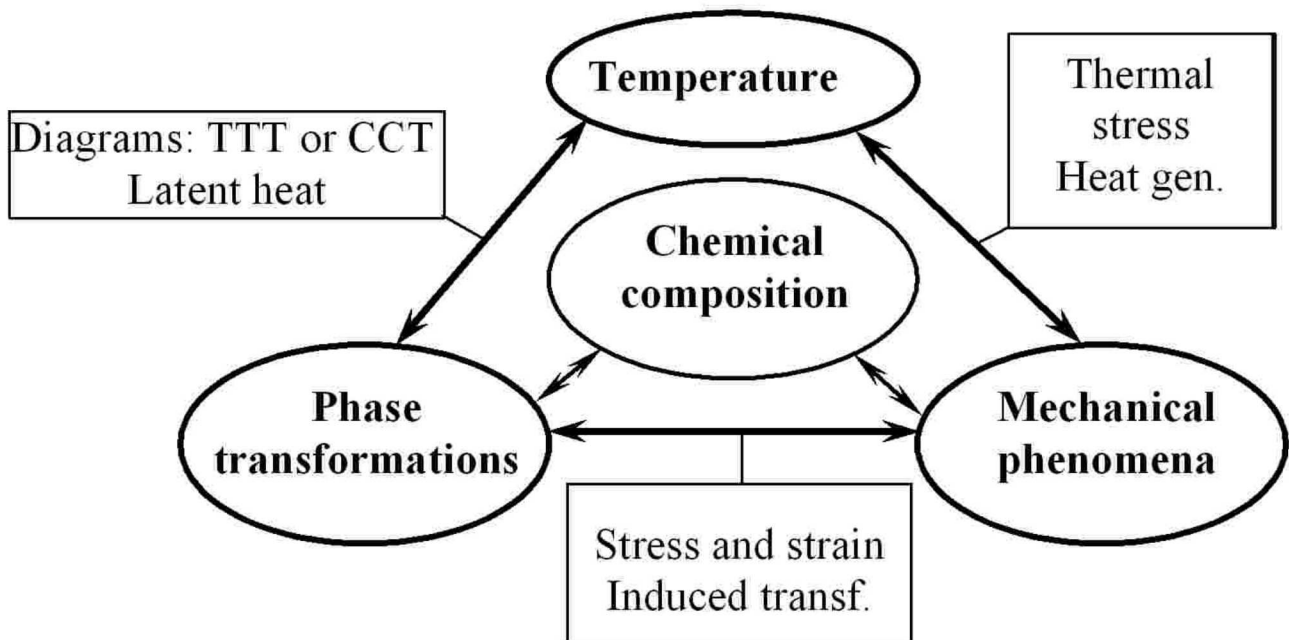 Temperature
Thermal
stress
Heat gen.
Diagrams: TTT or CCT
Latent heat
Chemical
composition
Phase
transformations
Mechanical
phenomena
Stress and strain
Induced transf.